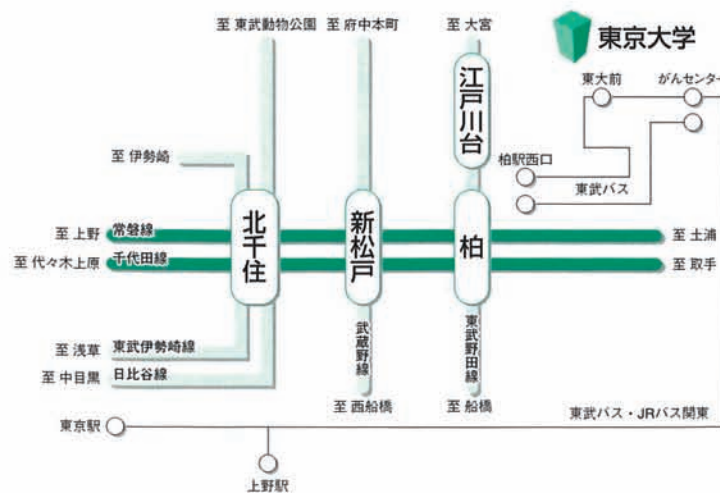 至 東武動物公園
至 府中本町
至 大宮
東京大学
江戸川台
東大前
がんセンター
至 伊勢崎
柏駅西口
東武バス
北千住
新松戸
柏
至 上野
常磐線
至 土浦
至 代々木上原
千代田線
至 取手
武蔵野線
東武野田線
至 浅草
東武伊勢崎線
至 中目黒
日比谷線
至 西船橋
至 船橋
東武バス・JRバス関東
東京駅
上野駅